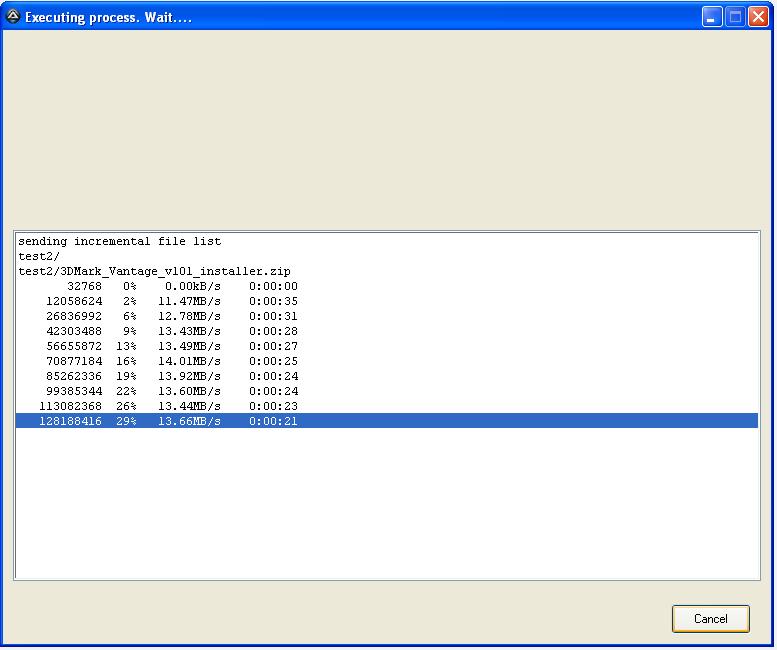 Executing process. Wait....
sending incremental file list
test2/
test2/3DMark_Vantage_v101_installer.zip
32768 0% 0.00kB/s 0:00:00
12058624 2% 11.47MB/s 0:00:35
26836992 6% 12.78MB/s 0:00:31
42303488 9% 13.43MB/s 0:00:28
56655872 13% 13.49MB/s 0:00:27
70877184 16% 14.01MB/s 0:00:25
85262336 19% 13.92MB/s 0:00:24
99385344 22% 13.60MB/s 0:00:24
113082368 26% 13.44MB/s 0:00:23
128188416 29% 13.66MB/s 0:00:21
Cancel